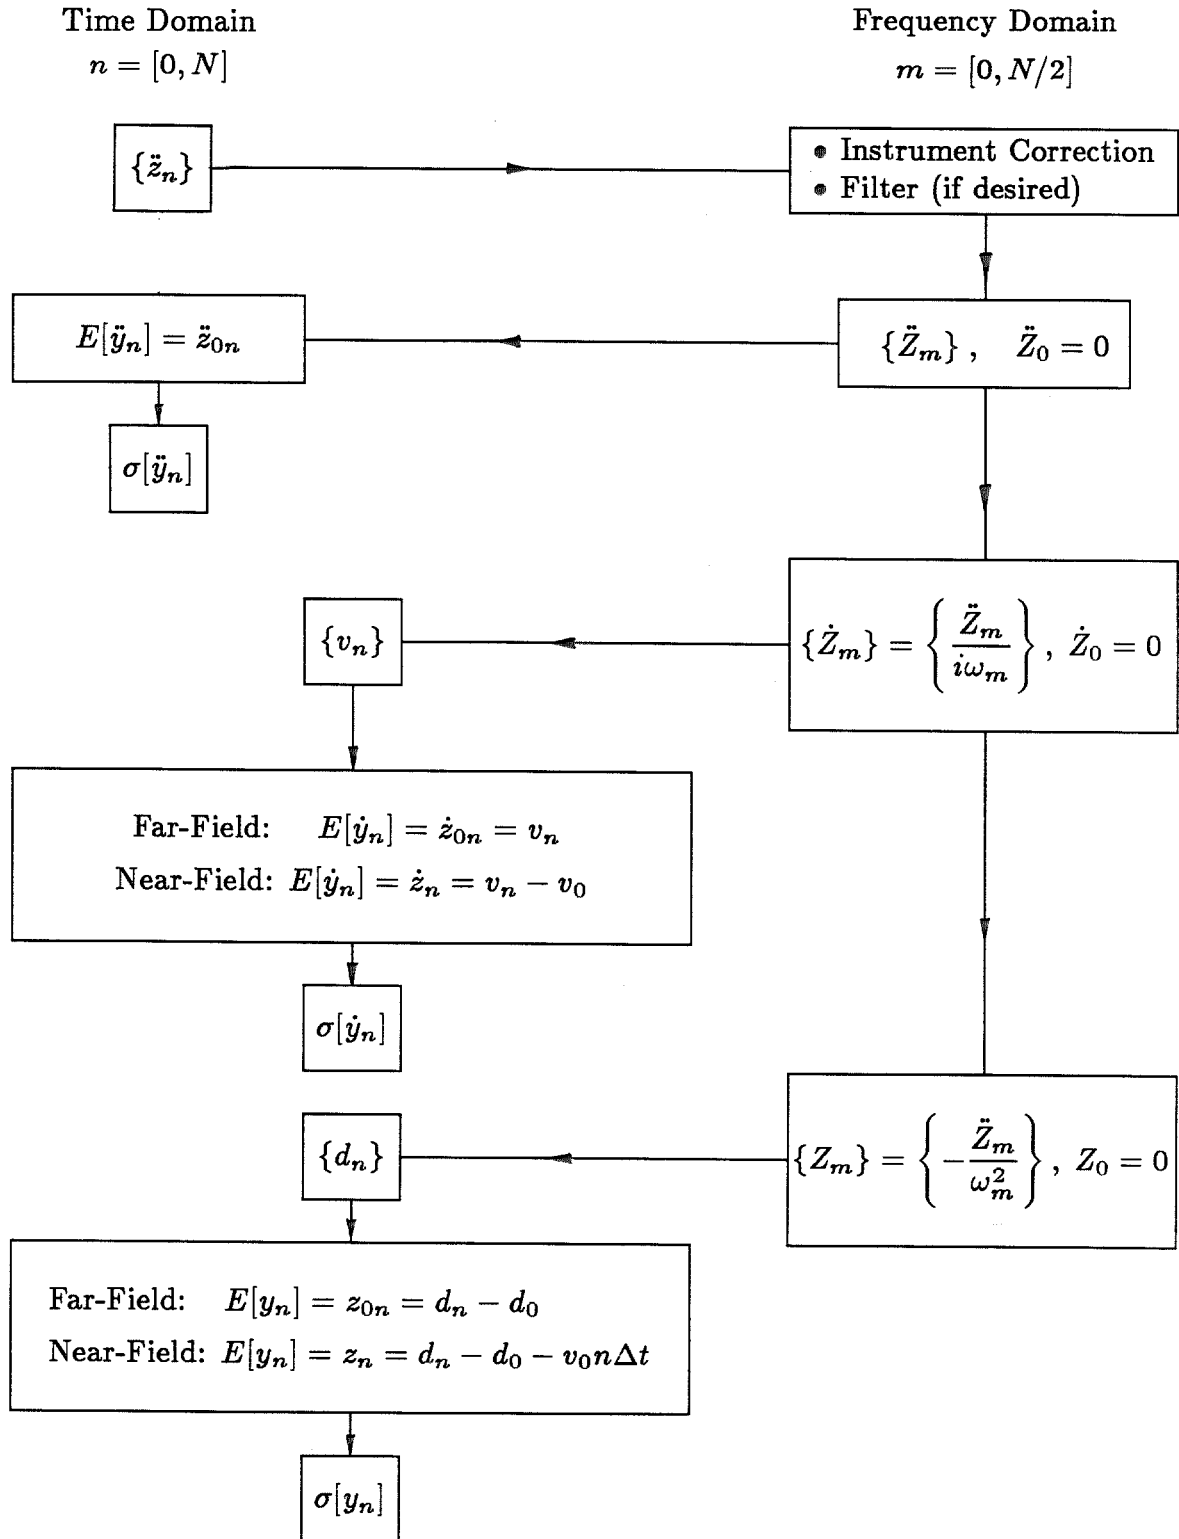 Time Domain
n = [0, N]
Frequency Domain
m = [0, N/2]
{z̈ₙ}
• Instrument Correction
• Filter (if desired)
E[ÿₙ] = z̈₀ₙ
{Z̈ₘ} , Z̈₀ = 0
σ[ÿₙ]
{vₙ}
{Żₘ} = { Z̈ₘ / iωₘ } , Ż₀ = 0
Far-Field: E[ẏₙ] = ż₀ₙ = vₙ
Near-Field: E[ẏₙ] = żₙ = vₙ − v₀
σ[ẏₙ]
{dₙ}
{Zₘ} = { −Z̈ₘ / ωₘ² } , Z₀ = 0
Far-Field: E[yₙ] = z₀ₙ = dₙ − d₀
Near-Field: E[yₙ] = zₙ = dₙ − d₀ − v₀nΔt
σ[yₙ]